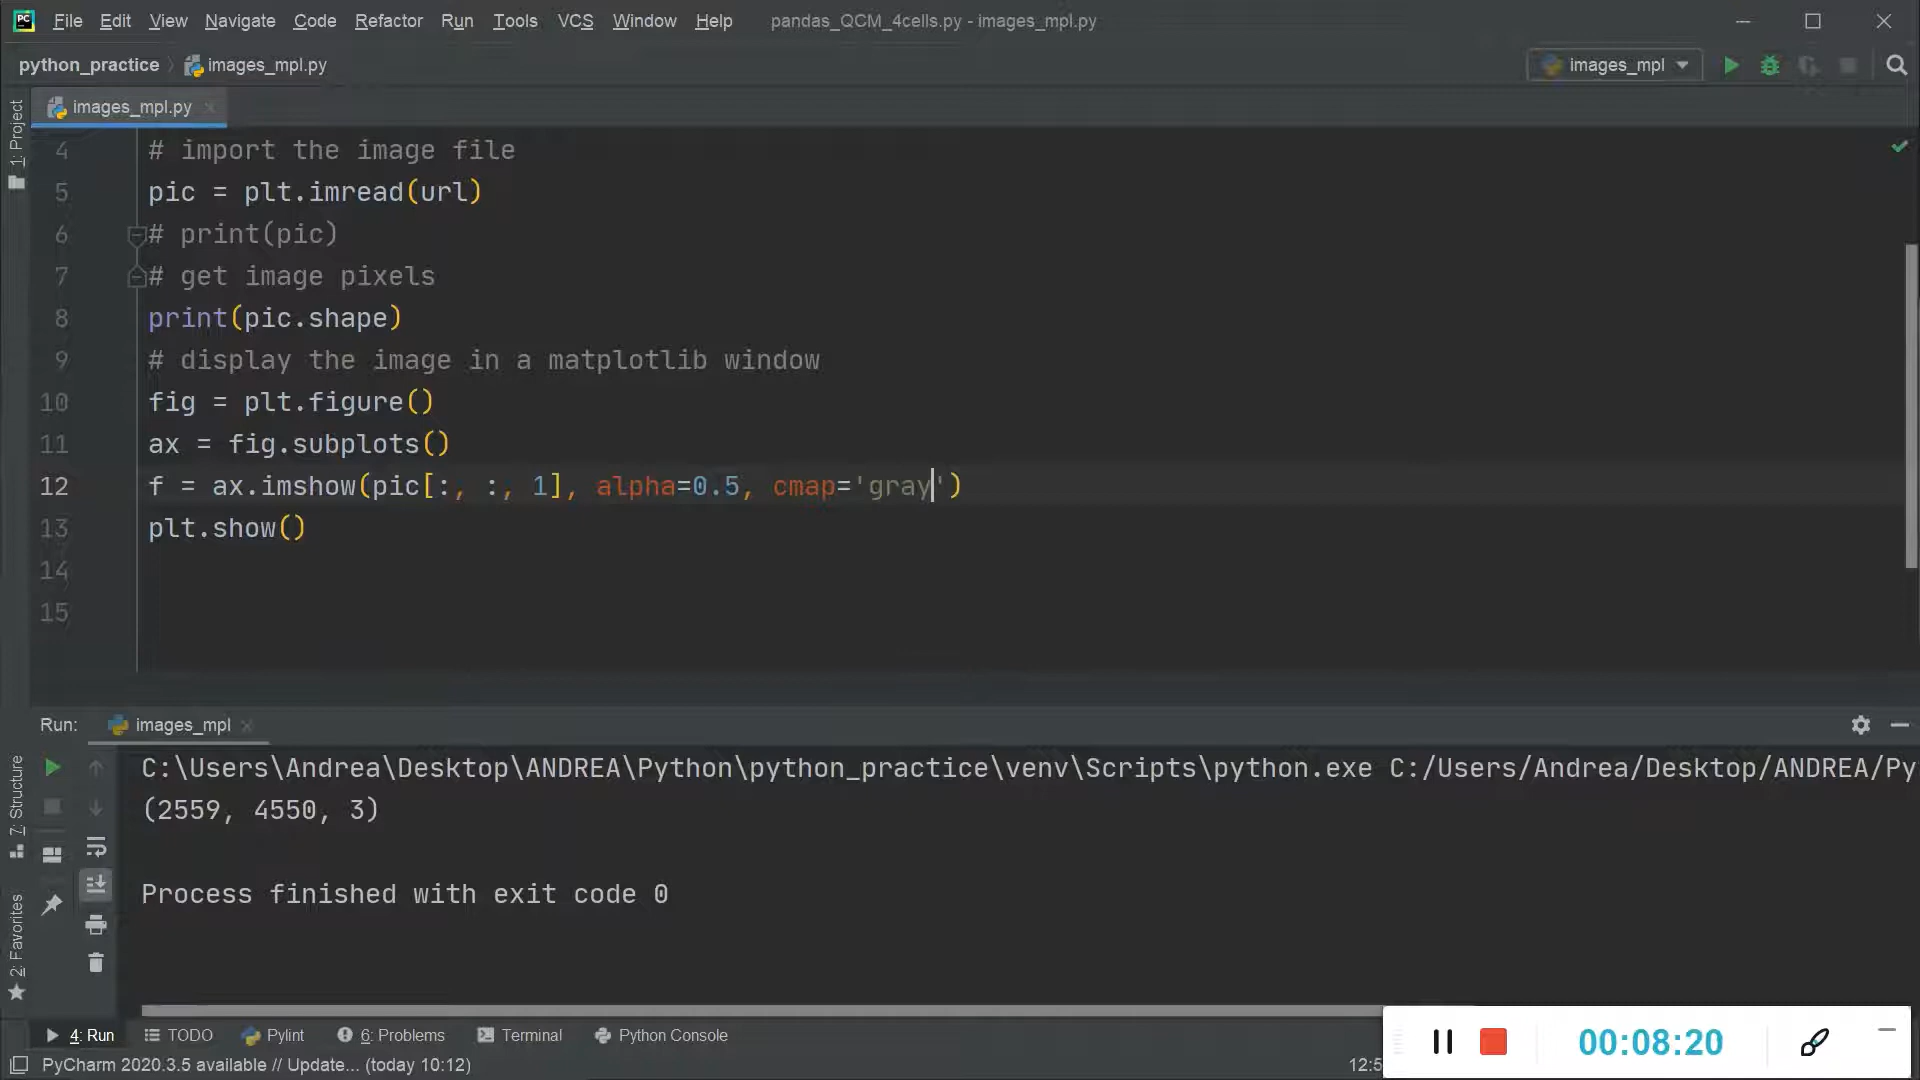 PC File Edit View Navigate Code Refactor Run Tools VCS Window Help pandas_QCM_4cells.py - images_mpl.py
python_practice images_mpl.py images_mpl
images_mpl.py
1: Project
4 # import the image file
5 pic = plt.imread(url)
6 # print(pic)
7 # get image pixels
8 print(pic.shape)
9 # display the image in a matplotlib window
10 fig = plt.figure()
11 ax = fig.subplots()
12 f = ax.imshow(pic[:, :, 1], alpha=0.5, cmap='gray')
13 plt.show()
14
15
Run: images_mpl
7: Structure
2: Favorites
C:\Users\Andrea\Desktop\ANDREA\Python\python_practice\venv\Scripts\python.exe C:/Users/Andrea/Desktop/ANDREA/Py
(2559, 4550, 3)
Process finished with exit code 0
4: Run TODO Pylint 6: Problems Terminal Python Console
PyCharm 2020.3.5 available // Update... (today 10:12) 12:5
00:08:20